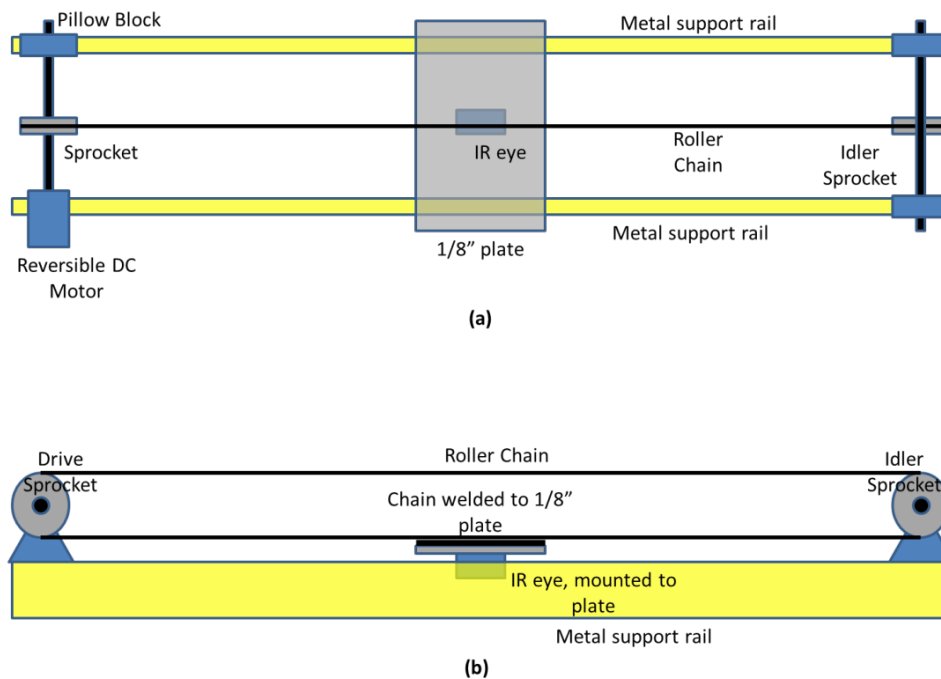 Pillow Block
Metal support rail
Sprocket
IR eye
Roller
Chain
Idler
Sprocket
Metal support rail
1/8” plate
Reversible DC
Motor
(a)
Drive
Sprocket
Roller Chain
Idler
Sprocket
Chain welded to 1/8”
plate
IR eye, mounted to
plate
Metal support rail
(b)